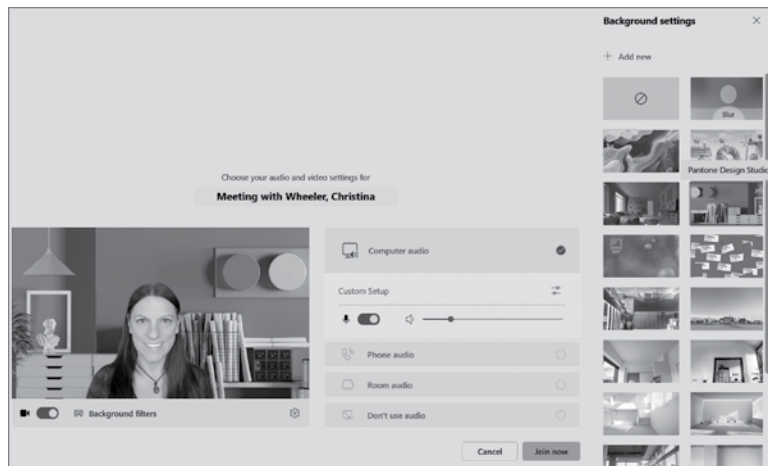 Background settings
Add new
Blur
Pantone Design Studio
Choose your audio and video settings for
Meeting with Wheeler, Christina
Computer audio
Custom Setup
Phone audio
Room audio
Don't use audio
Background filters
Cancel
Join now